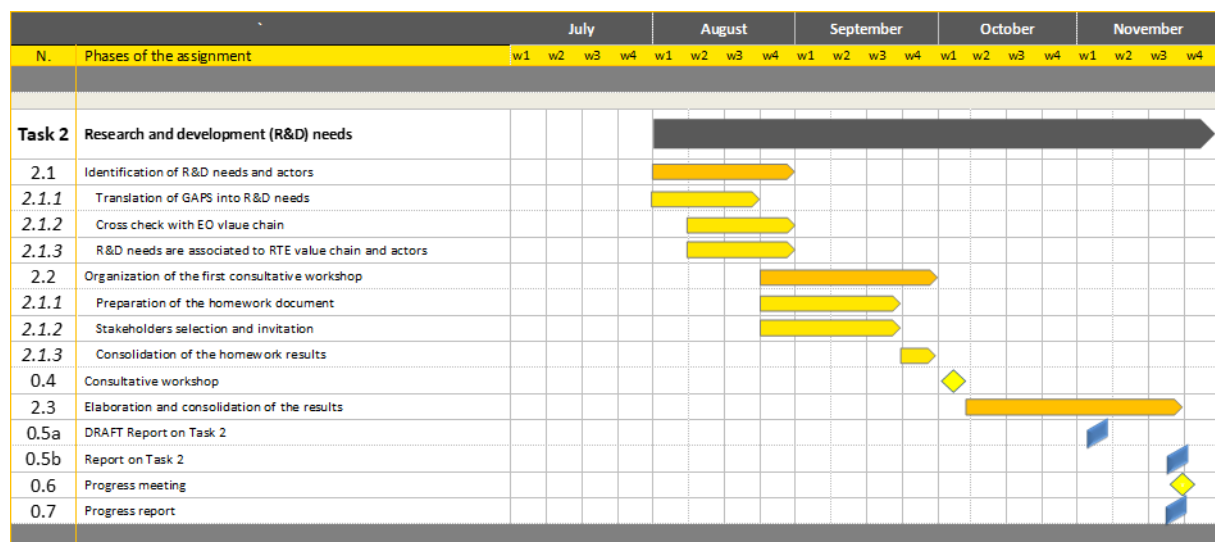 `
July August September October November
N. Phases of the assignment w1 w2 w3 w4 w1 w2 w3 w4 w1 w2 w3 w4 w1 w2 w3 w4 w1 w2 w3 w4
Task 2 Research and development (R&D) needs
2.1 Identification of R&D needs and actors
2.1.1 Translation of GAPS into R&D needs
2.1.2 Cross check with EO vlaue chain
2.1.3 R&D needs are associated to RTE value chain and actors
2.2 Organization of the first consultative workshop
2.1.1 Preparation of the homework document
2.1.2 Stakeholders selection and invitation
2.1.3 Consolidation of the homework results
0.4 Consultative workshop
2.3 Elaboration and consolidation of the results
0.5a DRAFT Report on Task 2
0.5b Report on Task 2
0.6 Progress meeting
0.7 Progress report